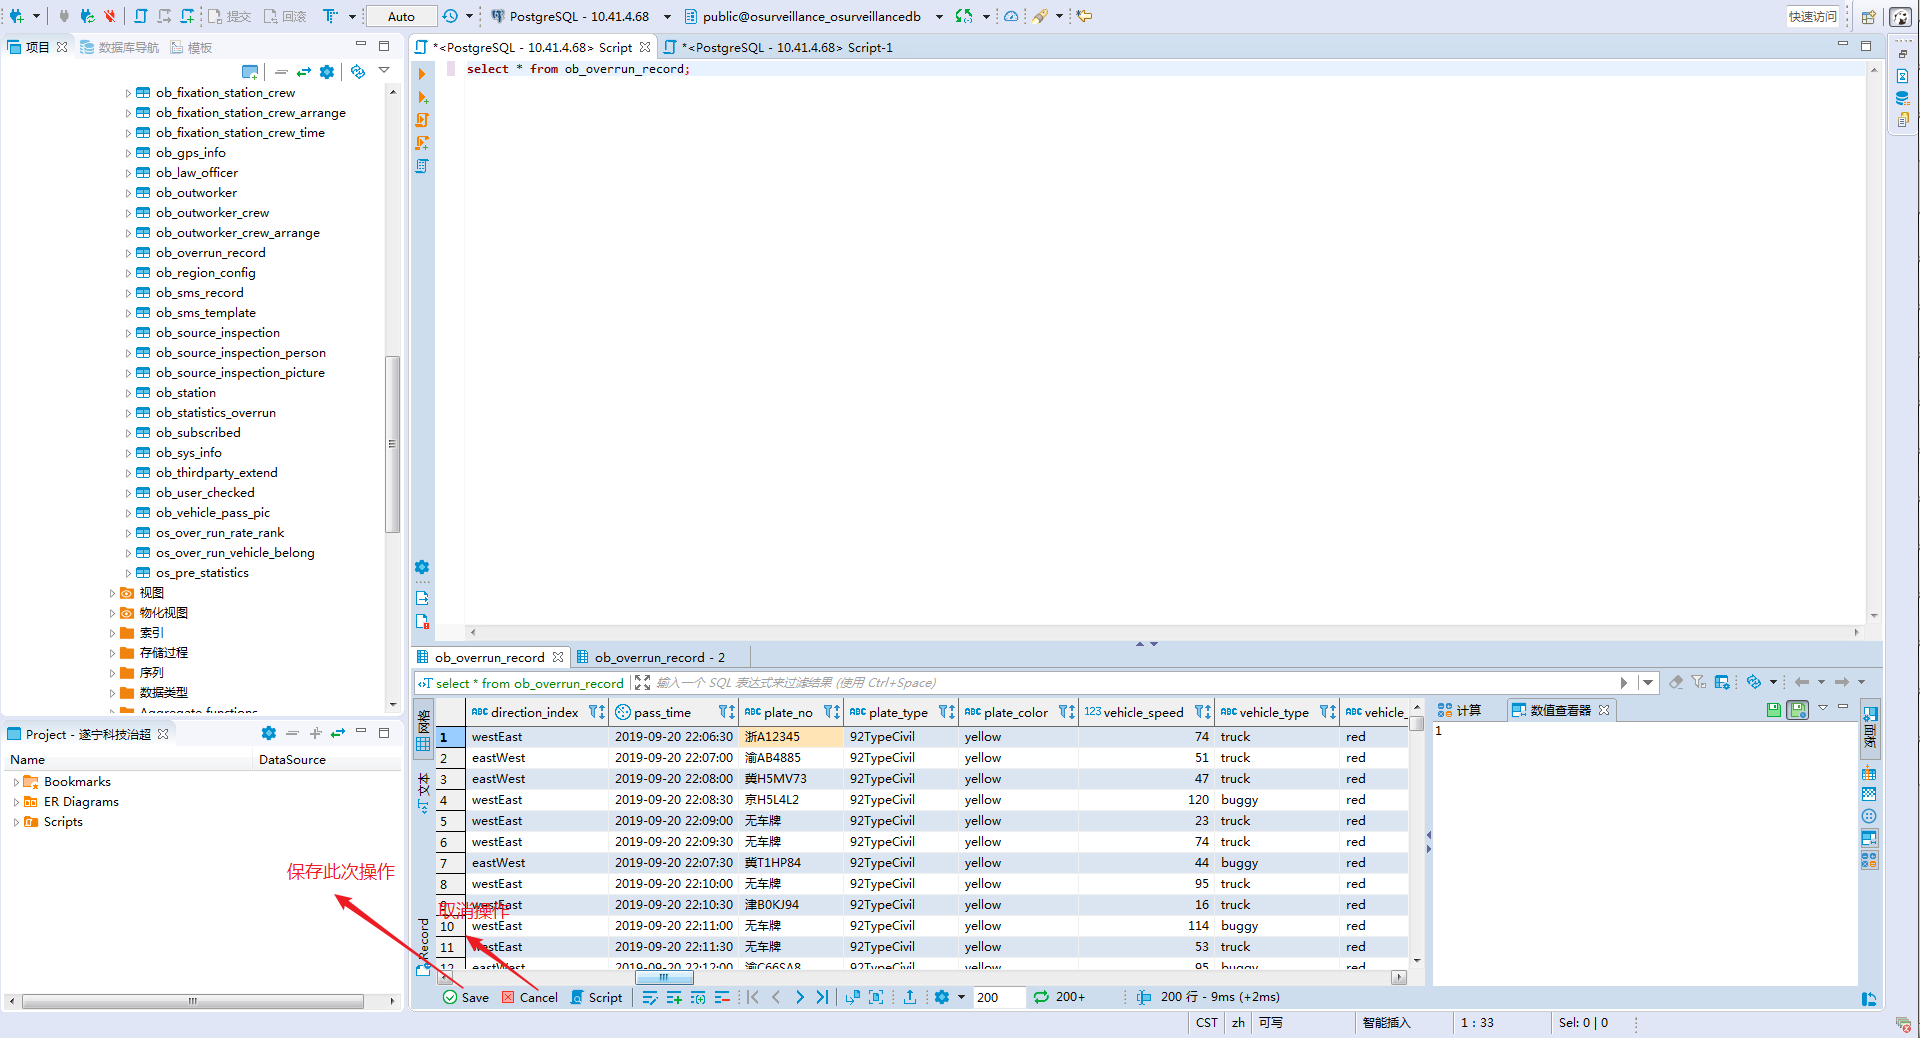 提交
回滚
Auto
PostgreSQL - 10.41.4.68
public@osurveillance_osurveillancedb
快速访问
项目
数据库导航
模板
*<PostgreSQL - 10.41.4.68> Script
*<PostgreSQL - 10.41.4.68> Script-1
select * from ob_overrun_record;
ob_fixation_station_crew
ob_fixation_station_crew_arrange
ob_fixation_station_crew_time
ob_gps_info
ob_law_officer
ob_outworker
ob_outworker_crew
ob_outworker_crew_arrange
ob_overrun_record
ob_region_config
ob_sms_record
ob_sms_template
ob_source_inspection
ob_source_inspection_person
ob_source_inspection_picture
ob_station
ob_statistics_overrun
ob_subscribed
ob_sys_info
ob_thirdparty_extend
ob_user_checked
ob_vehicle_pass_pic
os_over_run_rate_rank
os_over_run_vehicle_belong
os_pre_statistics
视图
物化视图
索引
存储过程
序列
数据类型
Aggregate functions
Project - 遂宁科技治超
Name DataSource
Bookmarks
ER Diagrams
Scripts
保存此次操作
取消操作
ob_overrun_record
ob_overrun_record - 2
select * from ob_overrun_record
输入一个 SQL 表达式来过滤结果 (使用 Ctrl+Space)
网格
文本
Record
direction_index pass_time plate_no plate_type plate_color vehicle_speed vehicle_type vehicle_
1 westEast 2019-09-20 22:06:30 浙A12345 92TypeCivil yellow 74 truck red
2 eastWest 2019-09-20 22:07:00 渝AB4885 92TypeCivil yellow 51 truck red
3 westEast 2019-09-20 22:08:00 冀H5MV73 92TypeCivil yellow 47 truck red
4 westEast 2019-09-20 22:08:30 京H5L4L2 92TypeCivil yellow 120 buggy red
5 westEast 2019-09-20 22:09:00 无车牌 92TypeCivil yellow 23 truck red
6 westEast 2019-09-20 22:09:30 无车牌 92TypeCivil yellow 74 truck red
7 eastWest 2019-09-20 22:07:30 冀T1HP84 92TypeCivil yellow 44 buggy red
8 westEast 2019-09-20 22:10:00 无车牌 92TypeCivil yellow 95 truck red
9 westEast 2019-09-20 22:10:30 津B0KJ94 92TypeCivil yellow 16 truck red
10 westEast 2019-09-20 22:11:00 无车牌 92TypeCivil yellow 114 buggy red
11 westEast 2019-09-20 22:11:30 无车牌 92TypeCivil yellow 53 truck red
12 eastWest 2019-09-20 22:12:00 渝C66SA8 92TypeCivil yellow 95 buggy red
计算
数值查看器
1
面板
Save
Cancel
Script
200
200+
200 行 - 9ms (+2ms)
CST
zh
可写
智能插入
1 : 33
Sel: 0 | 0